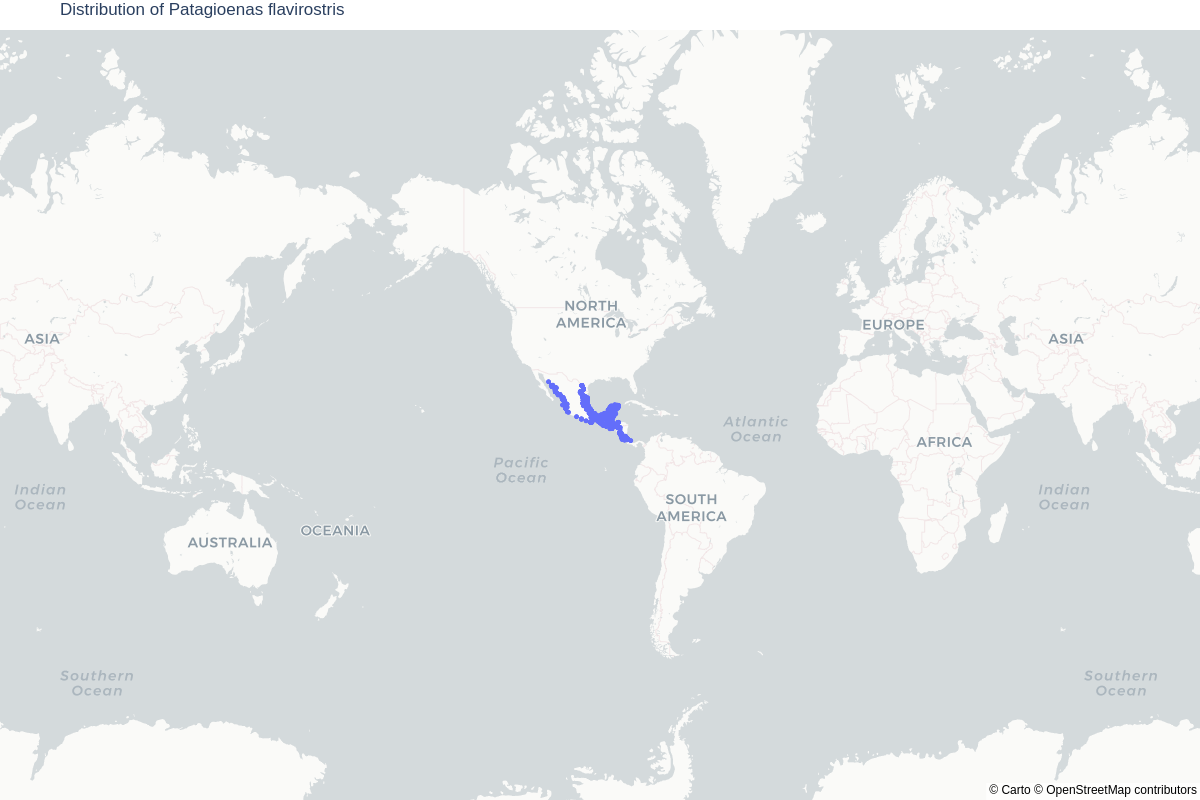 Distribution of Patagioenas flavirostris
NORTH
AMERICA
ASIA
EUROPE
ASIA
Atlantic
Ocean
AFRICA
Pacific
Ocean
Indian
Ocean
SOUTH
AMERICA
Indian
Ocean
OCEANIA
AUSTRALIA
Southern
Ocean
Southern
Ocean
© Carto © OpenStreetMap contributors